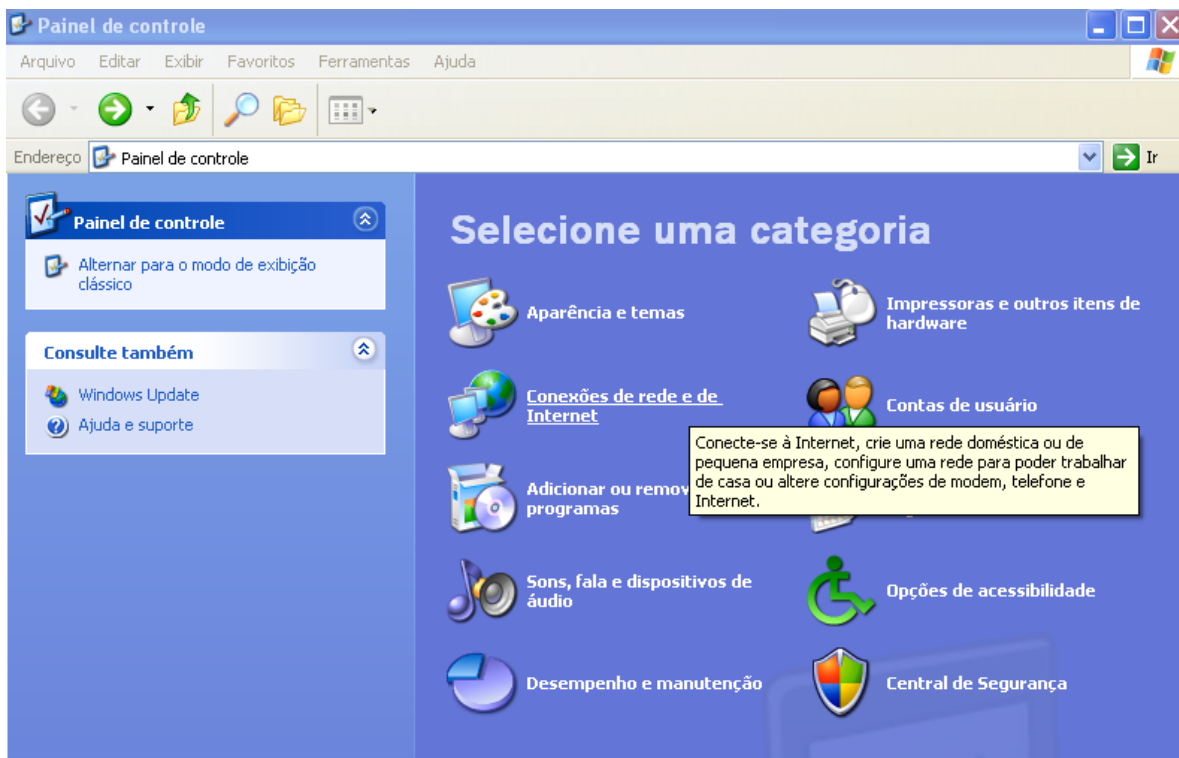 Painel de controle
Arquivo Editar Exibir Favoritos Ferramentas Ajuda
Endereço Painel de controle Ir
Painel de controle
Alternar para o modo de exibição
clássico
Consulte também
Windows Update
Ajuda e suporte
Selecione uma categoria
Aparência e temas
Impressoras e outros itens de
hardware
Conexões de rede e de
Internet
Contas de usuário
Conecte-se à Internet, crie uma rede doméstica ou de
pequena empresa, configure uma rede para poder trabalhar
de casa ou altere configurações de modem, telefone e
Internet.
Adicionar ou remov
programas
Sons, fala e dispositivos de
áudio
Opções de acessibilidade
Desempenho e manutenção
Central de Segurança